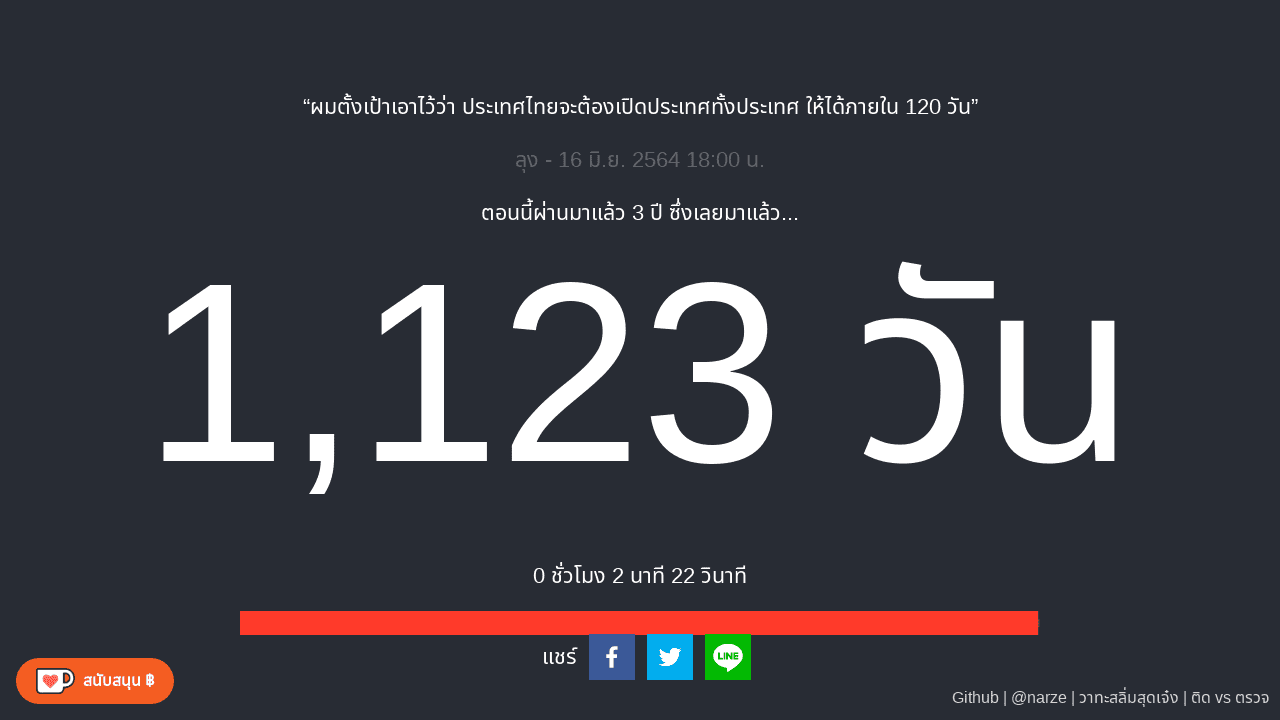 “ผมตั้งเป้าเอาไว้ว่า ประเทศไทยจะต้องเปิดประเทศทั้งประเทศ ให้ได้ภายใน 120 วัน”
ลุง - 16 มิ.ย. 2564 18:00 น.
ตอนนี้ผ่านมาแล้ว 3 ปี ซึ่งเลยมาแล้ว...
1,123 วัน
0 ชั่วโมง 2 นาที 22 วินาที
แชร์
LINE
สนับสนุน ฿
Github | @narze | วาทะสลิ่มสุดเจ๋ง | ติด vs ตรวจ